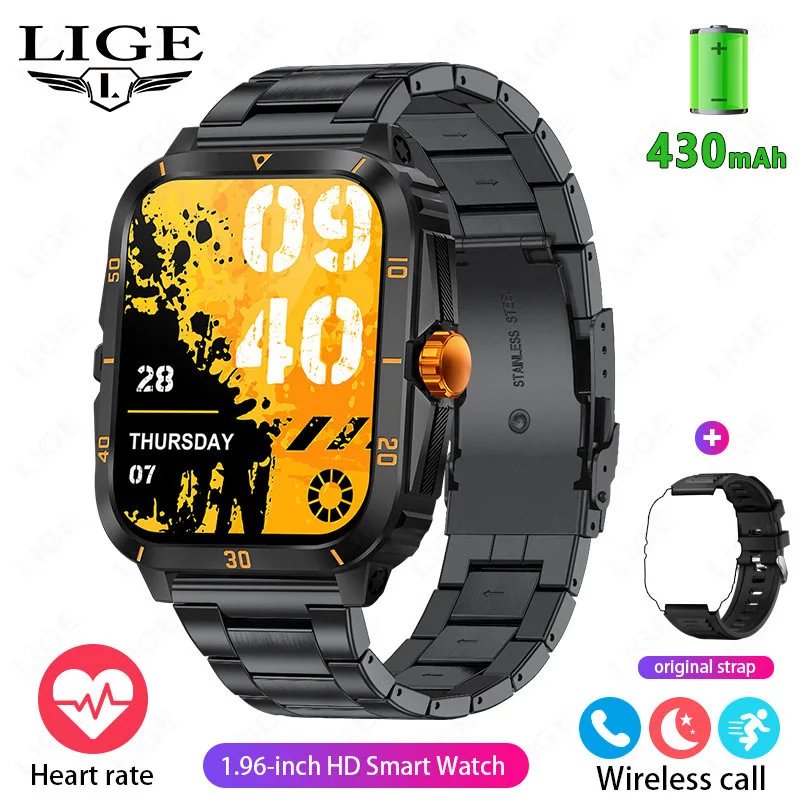 LIGE
L
430mAh
50
10
40
20
30
09
40
28
THURSDAY
07
STAINLESS STEEL
+
original strap
Heart rate
1.96-inch HD Smart Watch
Wireless call